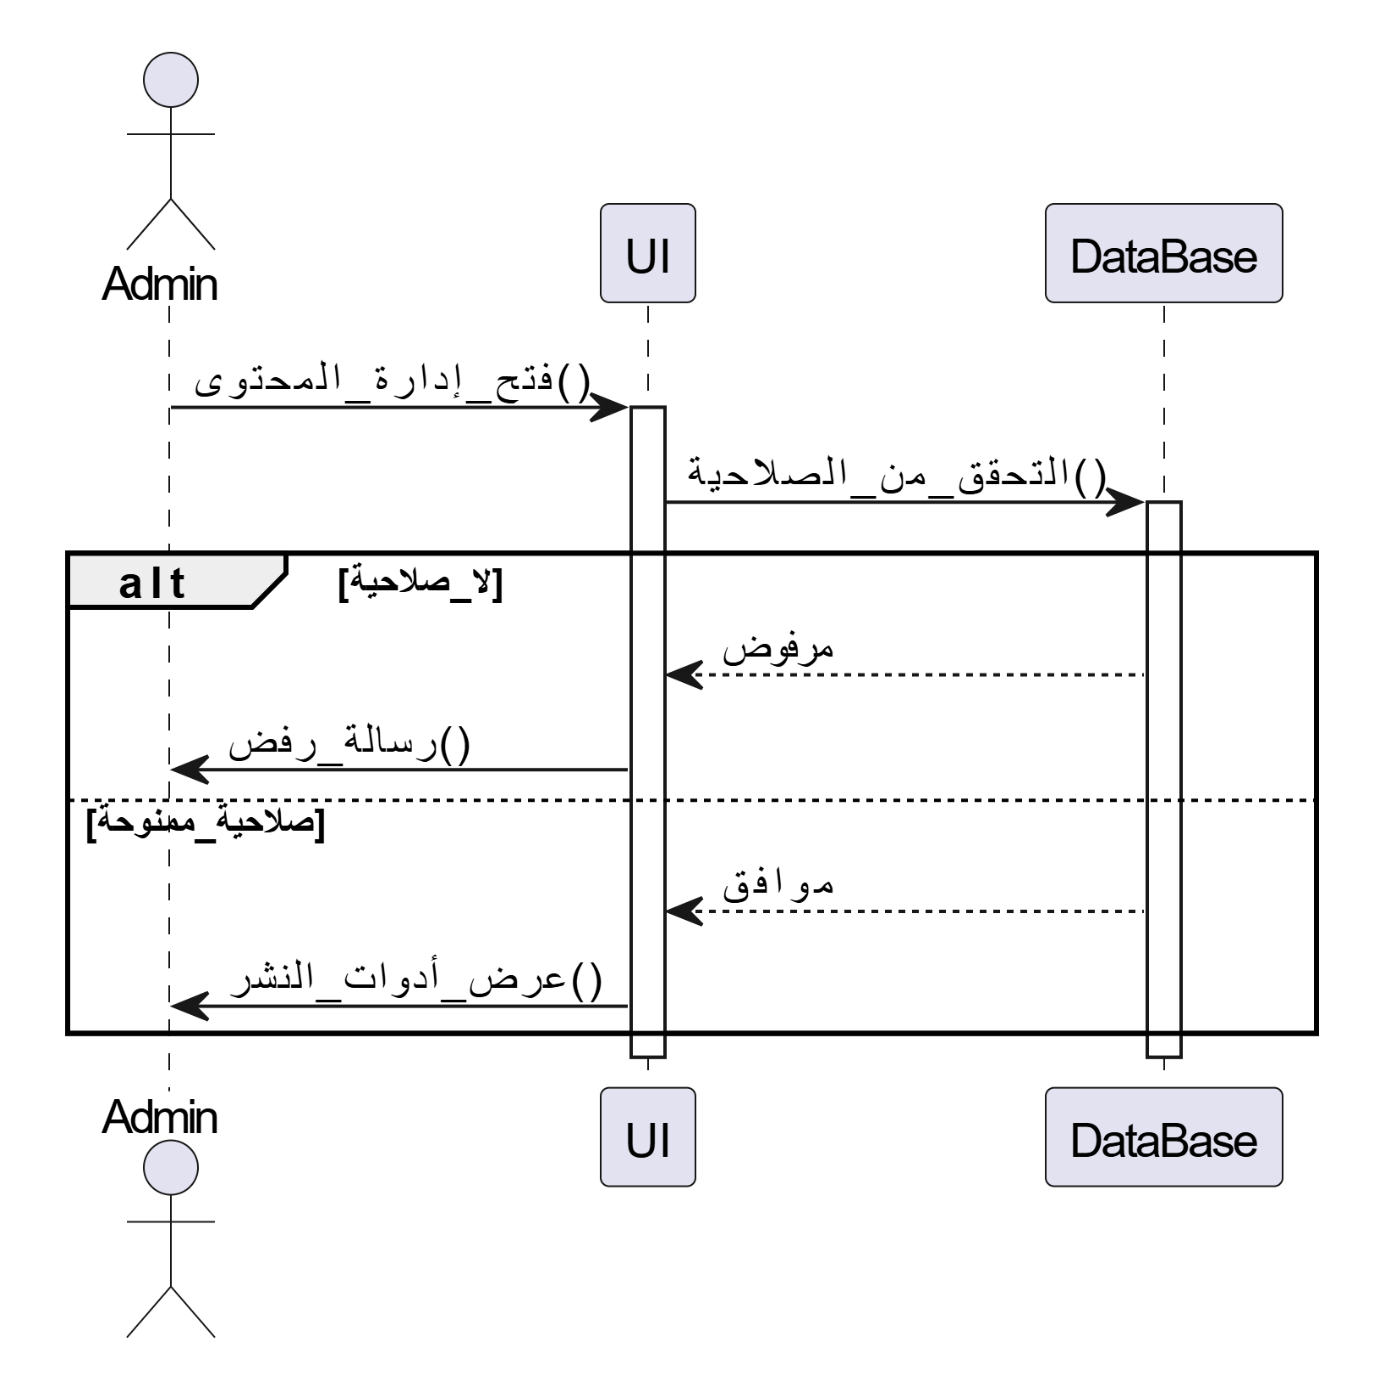 Admin
UI
DataBase
فتح_إدارة_المحتوى()
التحقق_من_الصلاحية()
alt
[لا_صلاحية]
مرفوض
رسالة_رفض()
[صلاحية_ممنوحة]
موافق
عرض_أدوات_النشر()
Admin
UI
DataBase